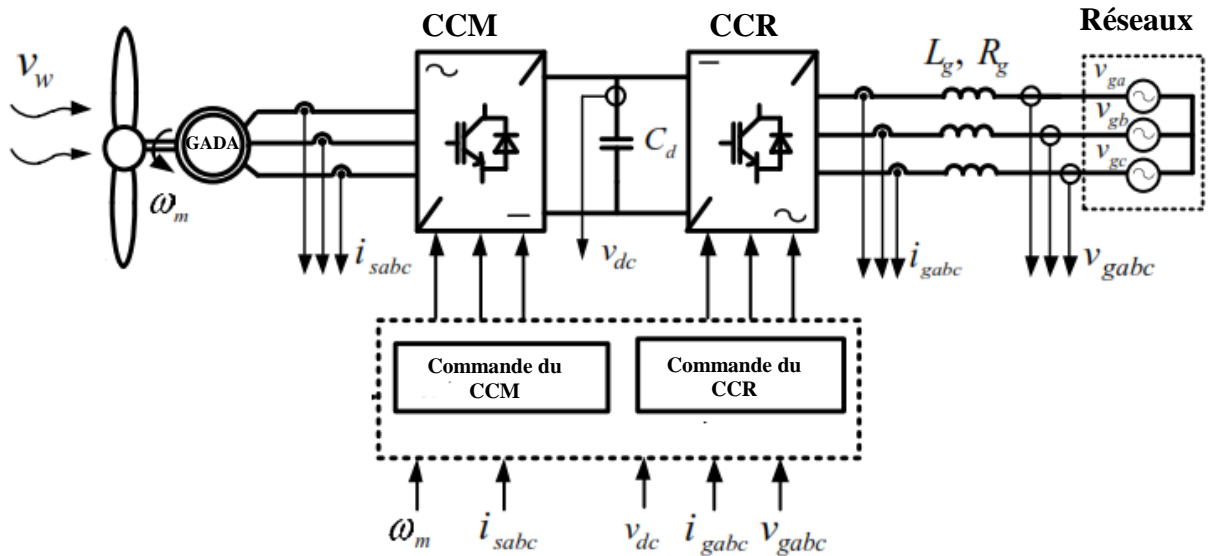 CCM
CCR
Réseaux
v_w
L_g, R_g
v_ga
v_gb
v_gc
GADA
C_d
ω_m
i_sabc
v_dc
i_gabc
v_gabc
Commande du
CCM
Commande du
CCR
ω_m
i_sabc
v_dc
i_gabc
v_gabc